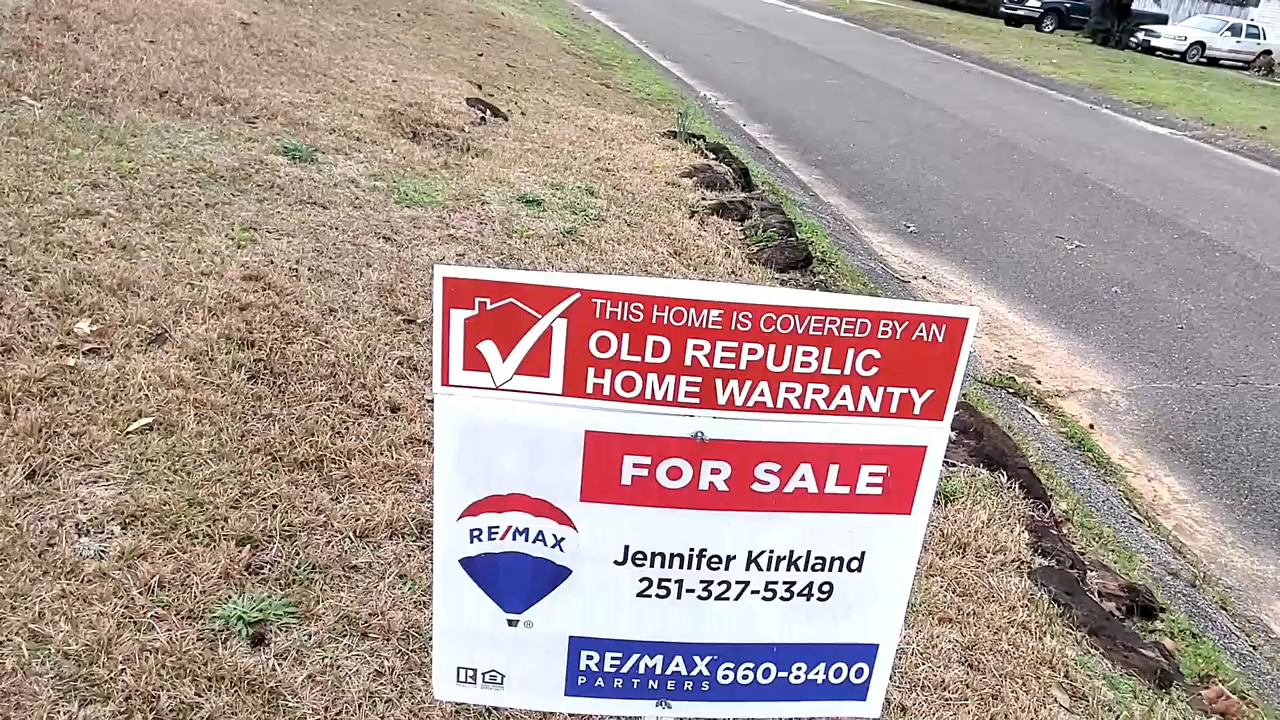 THIS HOME IS COVERED BY AN
OLD REPUBLIC
HOME WARRANTY
FOR SALE
RE/MAX
Jennifer Kirkland
251-327-5349
RE/MAX 660-8400
PARTNERS